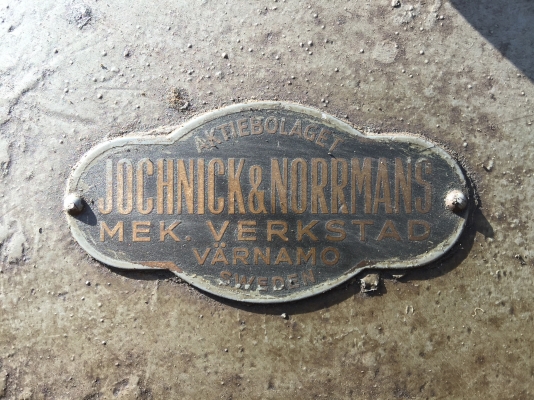 AKTIEBOLAGET
JOCHNICK & NORRMANS
MEK. VERKSTAD
VÄRNAMO
SWEDEN